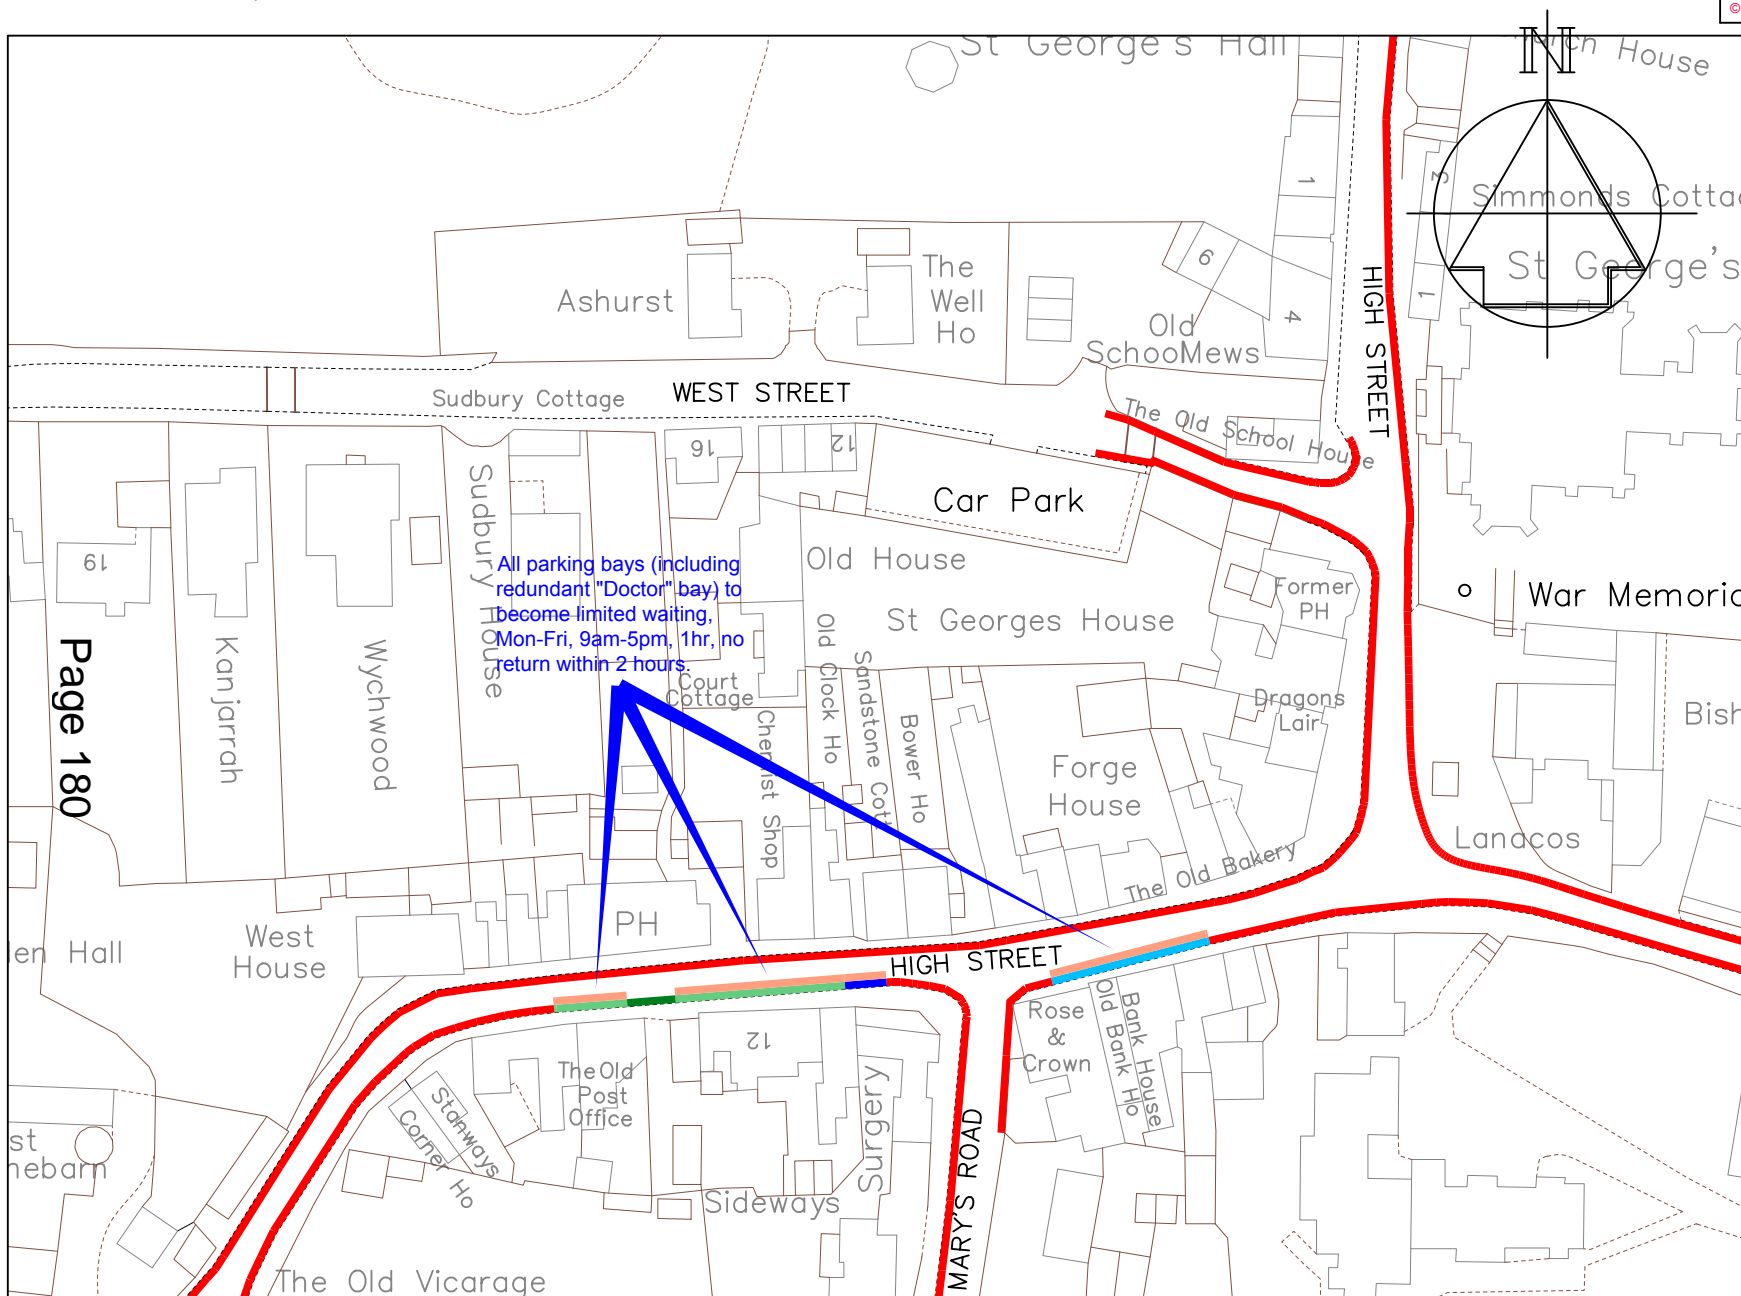 ©
St George's Hall
House
N
3
Simmonds
1
St George's
6
The
Well
Ho
Ashurst
4
1
Old
SchooMews
HIGH STREET
WEST STREET
Sudbury Cottage
The Old School House
16
12
Car Park
Sudbury House
19
Old House
All parking bays (including
redundant "Doctor" bay) to
become limited waiting,
Mon-Fri, 9am-5pm, 1hr, no
return within 2 hours.
Former
PH
War Memoria
St Georges House
Page 180
Kanjarrah
Wychwood
Court
Cottage
Old Clock Ho
Sandstone Cott
Bower Ho
Chemist Shop
Dragons
Lair
Bish
Forge
House
Lanacos
The Old Bakery
PH
West
House
len Hall
HIGH STREET
Rose
&
Crown
Old Bank Ho
Bank House
12
The Old
Post
Office
Surgery
Stanways
Corner Ho
st
nebarn
MARY'S ROAD
Sideways
The Old Vicarage